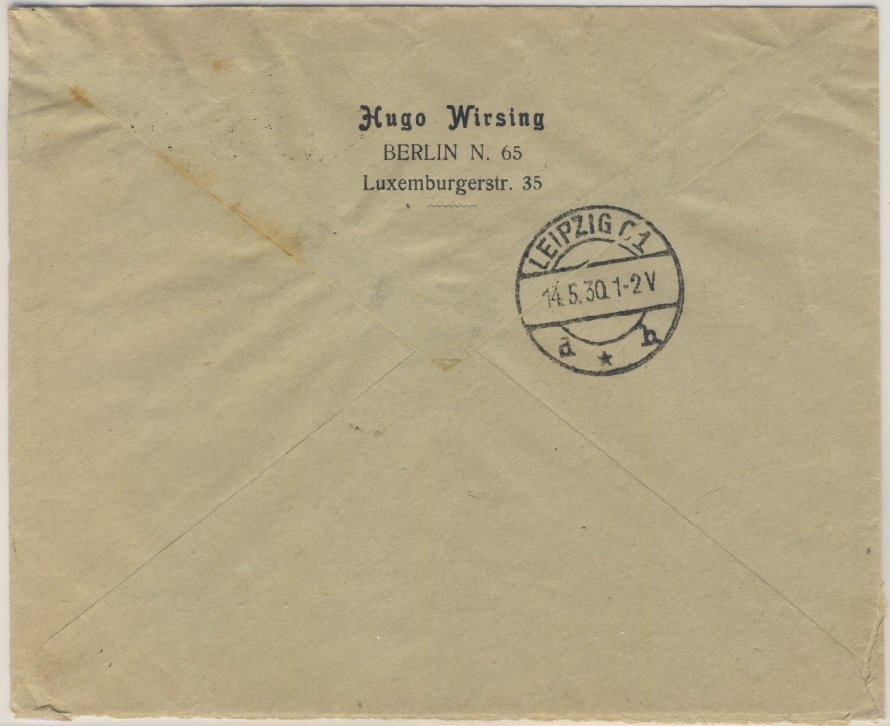 Hugo Wirsing
BERLIN N. 65
Luxemburgerstr. 35
LEIPZIG C1
14.5.30.1-2V
a * h